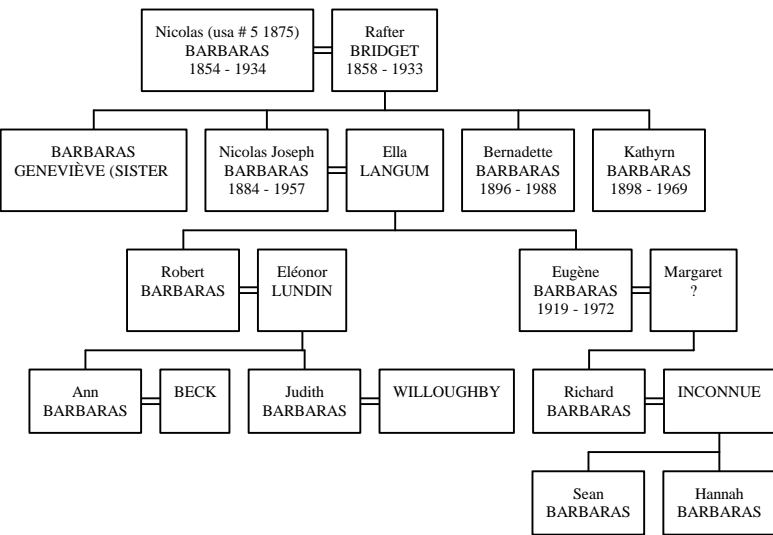 Nicolas (usa # 5 1875)
BARBARAS
1854 - 1934
Rafter
BRIDGET
1858 - 1933
BARBARAS
GENEVIÈVE (SISTER
Nicolas Joseph
BARBARAS
1884 - 1957
Ella
LANGUM
Bernadette
BARBARAS
1896 - 1988
Kathyrn
BARBARAS
1898 - 1969
Robert
BARBARAS
Eléonor
LUNDIN
Eugène
BARBARAS
1919 - 1972
Margaret
?
Ann
BARBARAS
BECK
Judith
BARBARAS
WILLOUGHBY
Richard
BARBARAS
INCONNUE
Sean
BARBARAS
Hannah
BARBARAS